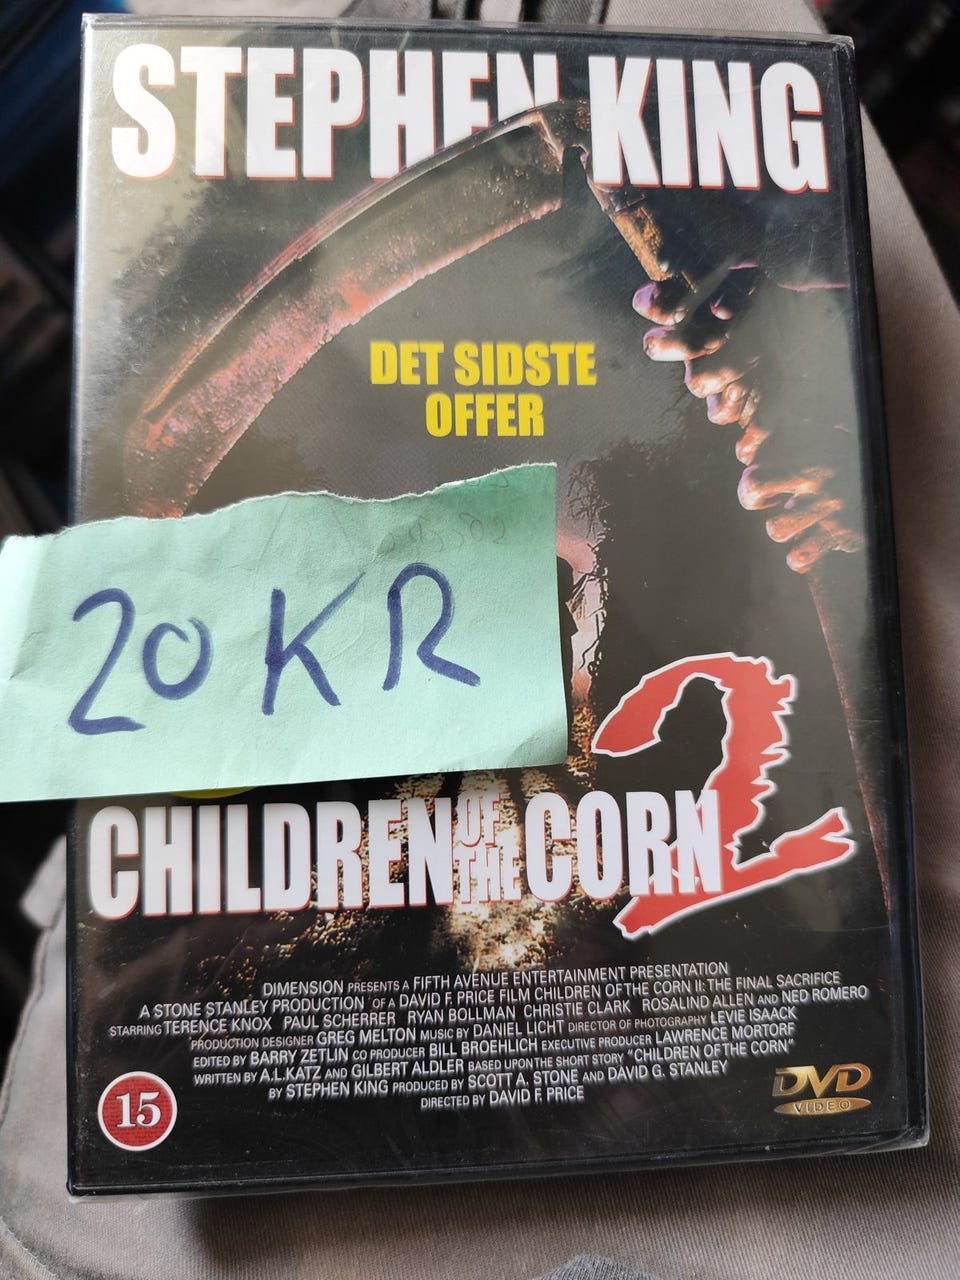 STEPHEN KING
DET SIDSTE
OFFER
20 KR
2
CHILDREN OF THE CORN
DIMENSION PRESENTS A FIFTH AVENUE ENTERTAINMENT PRESENTATION
A STONE STANLEY PRODUCTION OF A DAVID F. PRICE FILM CHILDREN OF THE CORN II: THE FINAL SACRIFICE
STARRING TERENCE KNOX PAUL SCHERRER RYAN BOLLMAN CHRISTIE CLARK ROSALIND ALLEN AND NED ROMERO
PRODUCTION DESIGNER GREG MELTON MUSIC BY DANIEL LICHT DIRECTOR OF PHOTOGRAPHY LEVIE ISAACK
EDITED BY BARRY ZETLIN CO PRODUCER BILL BROEHLICH EXECUTIVE PRODUCER LAWRENCE MORTORF
WRITTEN BY A.L.KATZ AND GILBERT ALDLER BASED UPON THE SHORT STORY "CHILDREN OF THE CORN"
BY STEPHEN KING PRODUCED BY SCOTT A. STONE AND DAVID G. STANLEY
DIRECTED BY DAVID F. PRICE
15
DVD
VIDEO